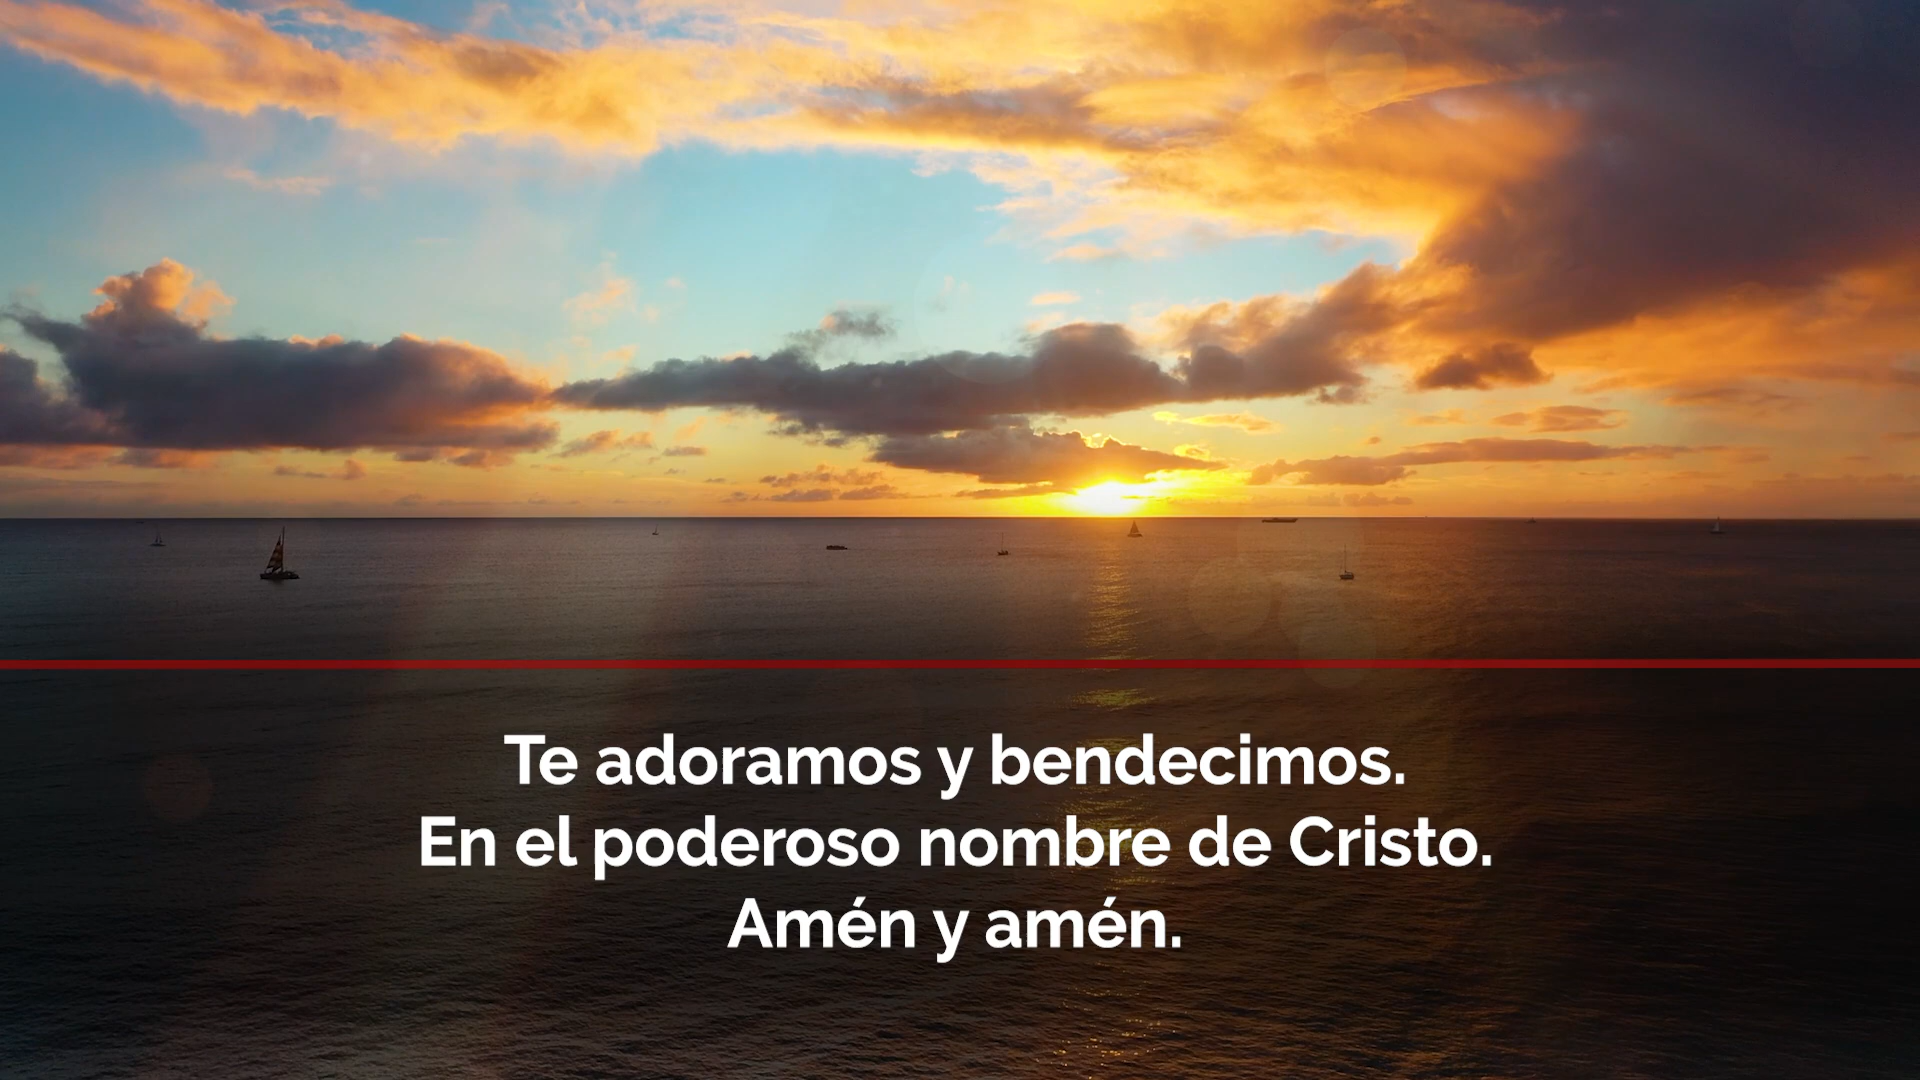 Te adoramos y bendecimos.
En el poderoso nombre de Cristo.
Amén y amén.